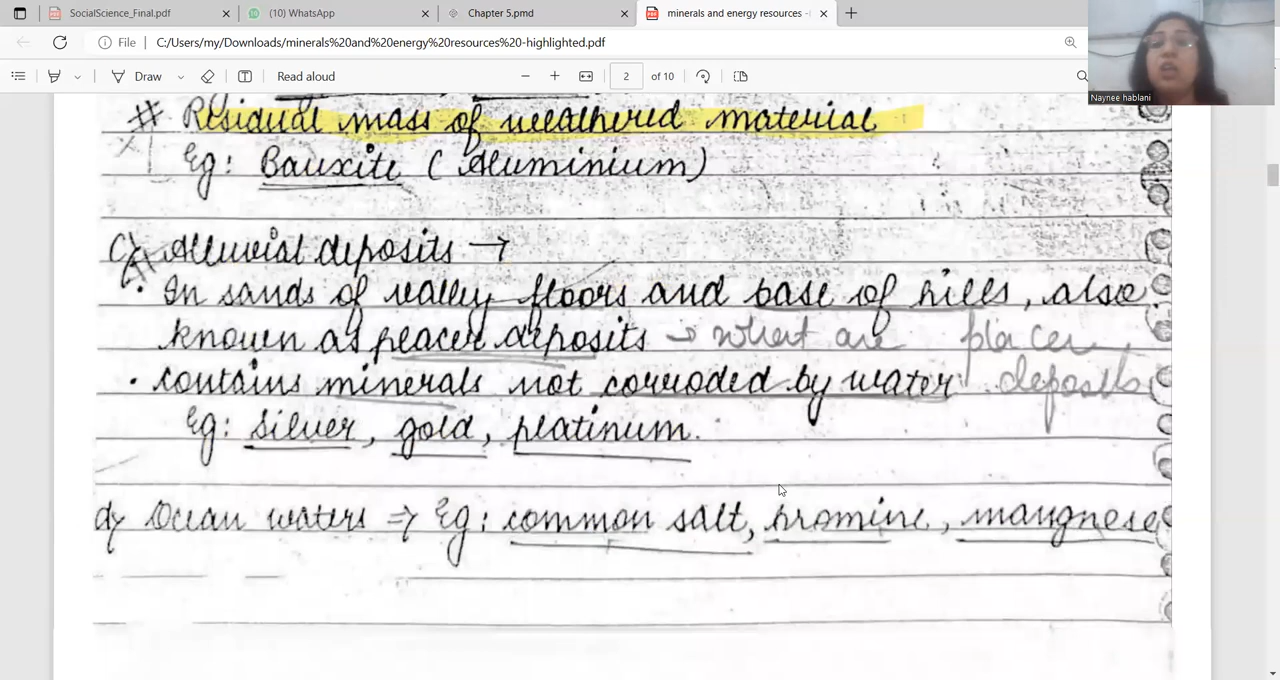 SocialScience_Final.pdf
(10) WhatsApp
Chapter 5.pmd
minerals and energy resources -
File
C:/Users/my/Downloads/minerals%20and%20energy%20resources%20-highlighted.pdf
Draw
Read aloud
2 of 10
Naynee hablani
# Residual mass of weathered material
Eg: Bauxite (Aluminium)
c) Alluvial deposits →
• In sands of valley floors and base of hills, also
known as placer deposits → what are placer
• contains minerals not corroded by water deposits
Eg: silver, gold, platinum.
d) Ocean waters ⇒ Eg: common salt, bromine, mangnese